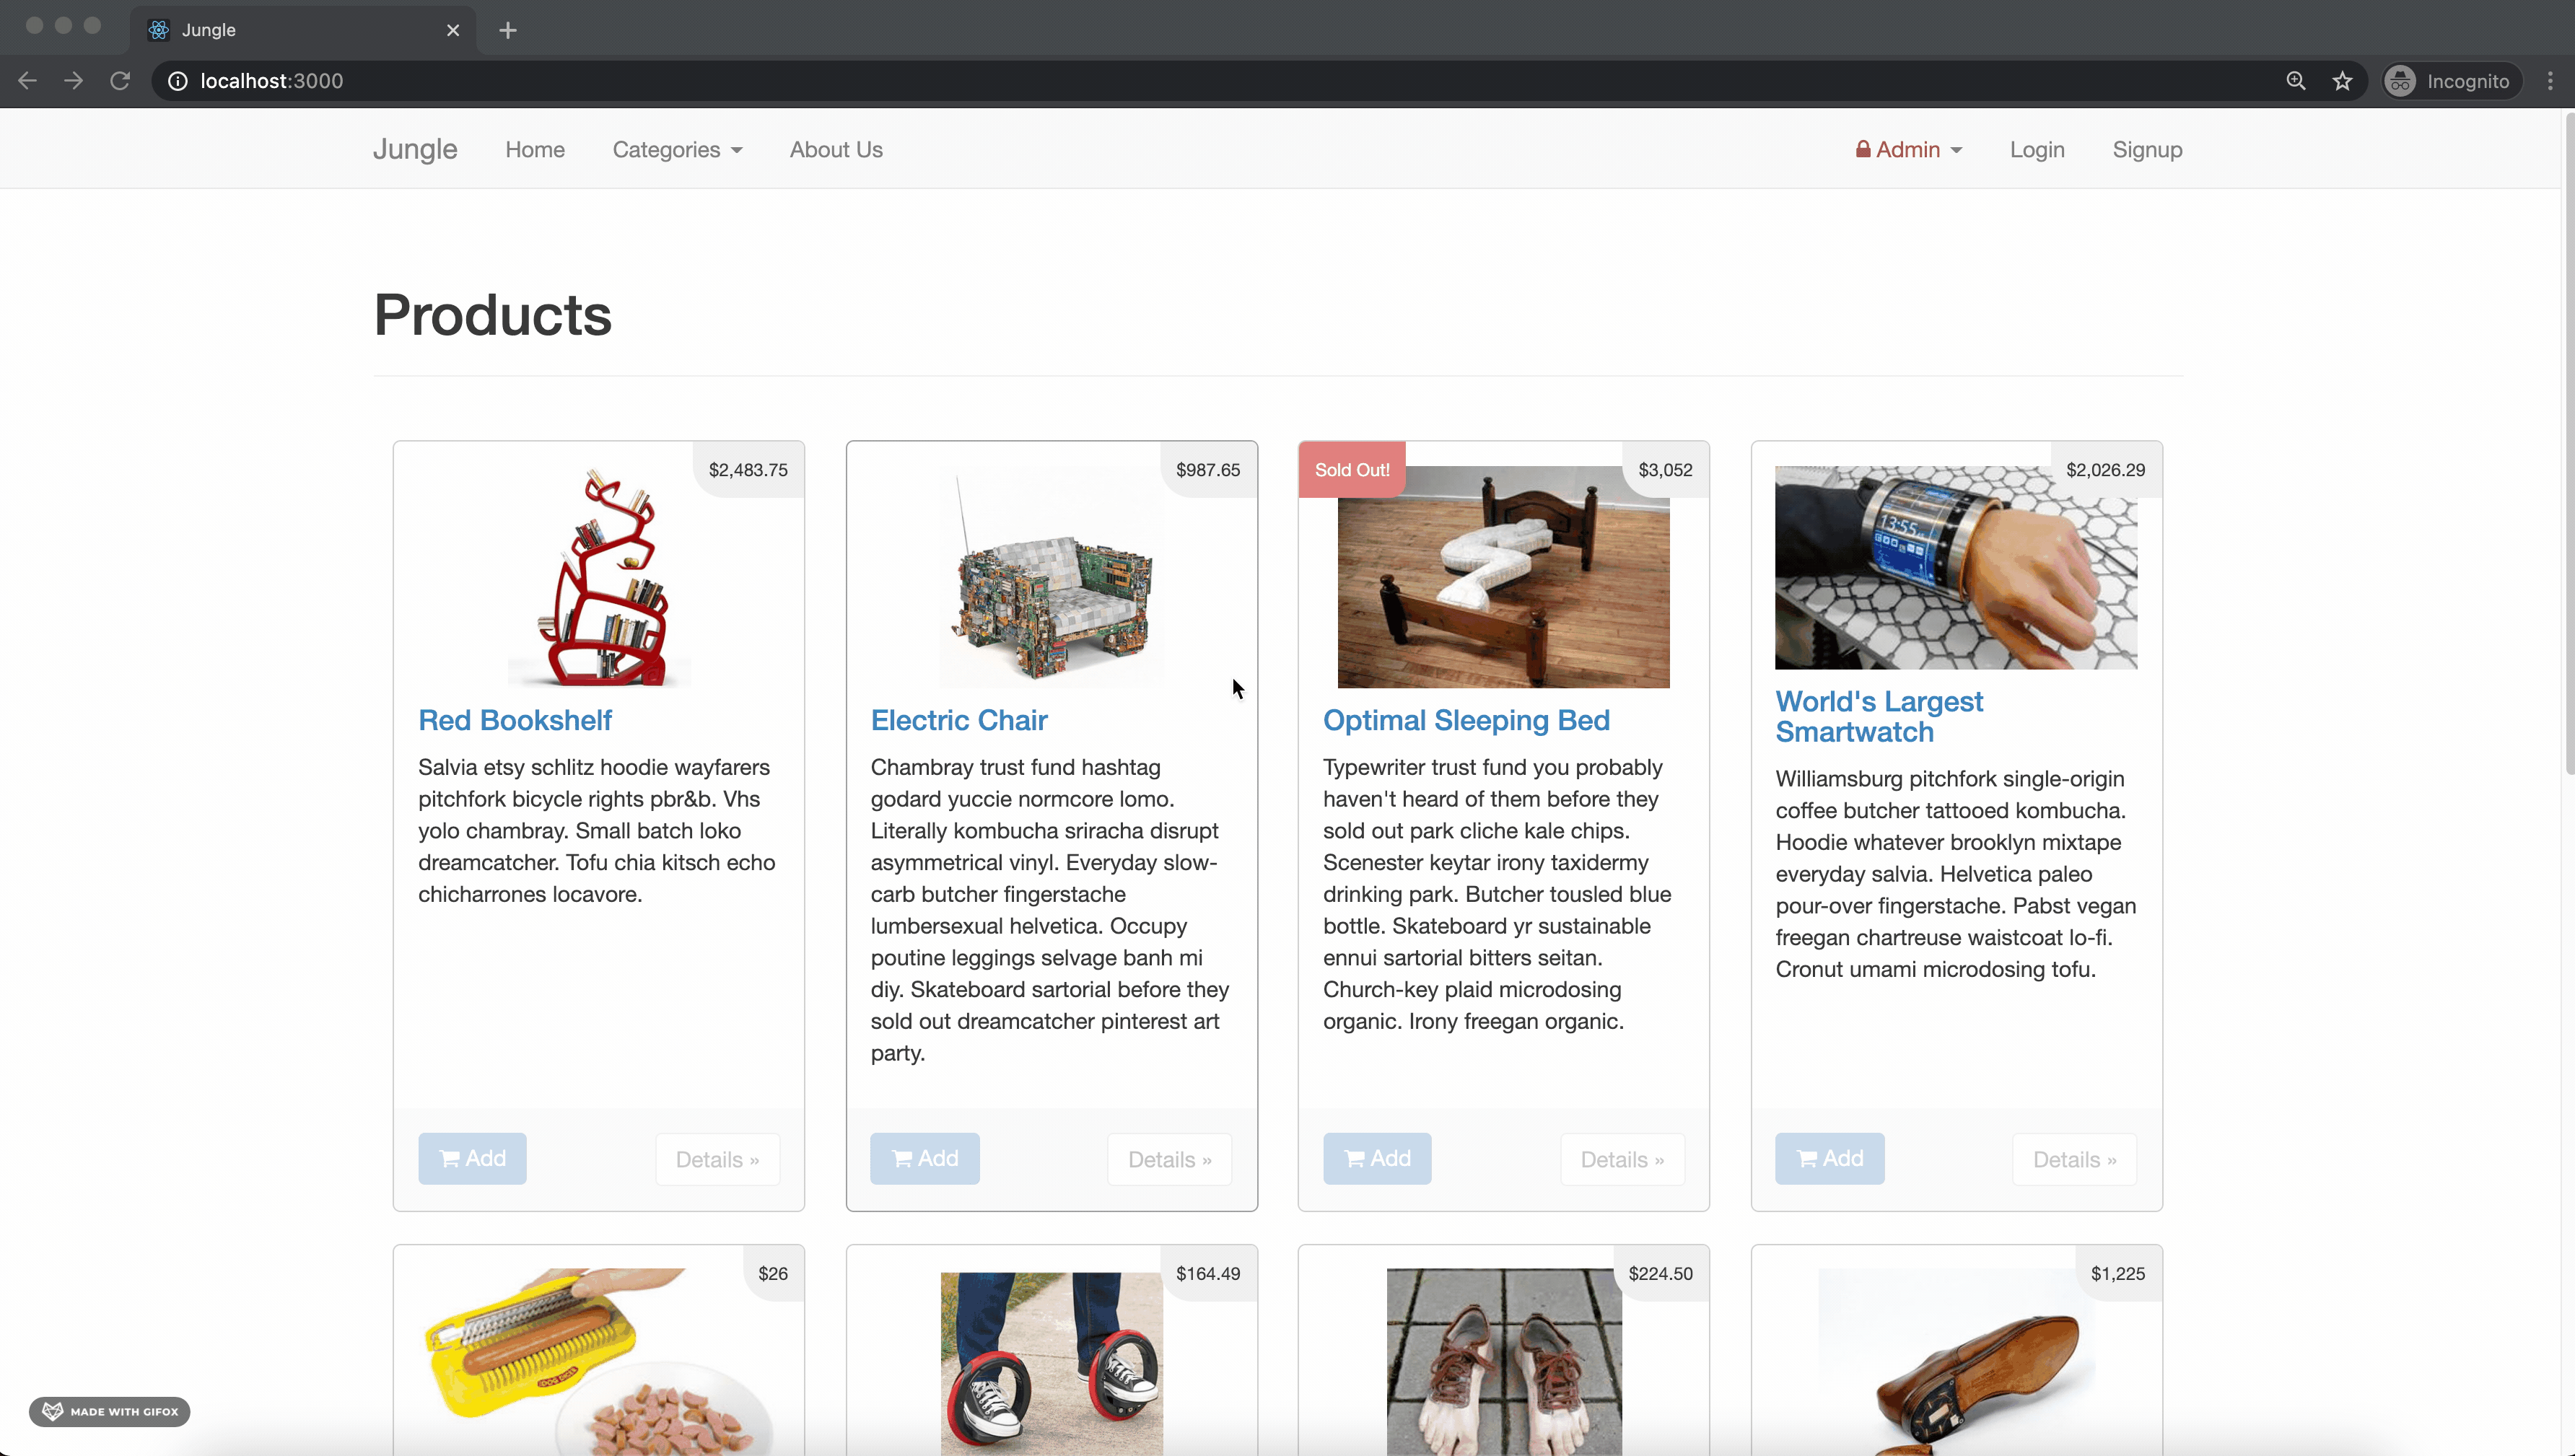 Jungle
localhost:3000
Incognito
Jungle Home Categories About Us Admin Login Signup
Products
$2,483.75
Red Bookshelf
Salvia etsy schlitz hoodie wayfarers
pitchfork bicycle rights pbr&b. Vhs
yolo chambray. Small batch loko
dreamcatcher. Tofu chia kitsch echo
chicharrones locavore.
Add Details »
$987.65
Electric Chair
Chambray trust fund hashtag
godard yuccie normcore lomo.
Literally kombucha sriracha disrupt
asymmetrical vinyl. Everyday slow-
carb butcher fingerstache
lumbersexual helvetica. Occupy
poutine leggings selvage banh mi
diy. Skateboard sartorial before they
sold out dreamcatcher pinterest art
party.
Add Details »
Sold Out! $3,052
Optimal Sleeping Bed
Typewriter trust fund you probably
haven't heard of them before they
sold out park cliche kale chips.
Scenester keytar irony taxidermy
drinking park. Butcher tousled blue
bottle. Skateboard yr sustainable
ennui sartorial bitters seitan.
Church-key plaid microdosing
organic. Irony freegan organic.
Add Details »
$2,026.29
13:55
World's Largest
Smartwatch
Williamsburg pitchfork single-origin
coffee butcher tattooed kombucha.
Hoodie whatever brooklyn mixtape
everyday salvia. Helvetica paleo
pour-over fingerstache. Pabst vegan
freegan chartreuse waistcoat lo-fi.
Cronut umami microdosing tofu.
Add Details »
$26
$164.49
$224.50
$1,225
MADE WITH GIFOX